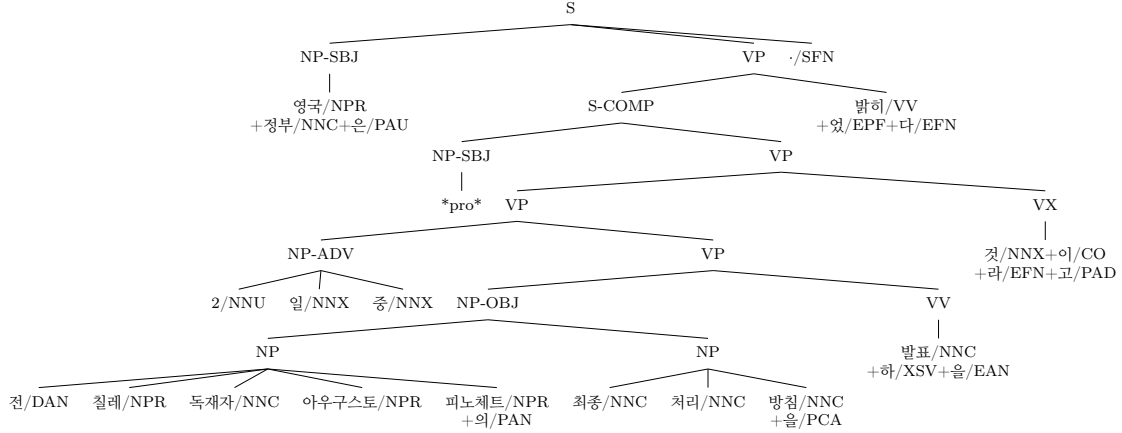 S
NP-SBJ VP ./SFN
영국/NPR S-COMP 밝히/VV
+정부/NNC+은/PAU +었/EPF+다/EFN
NP-SBJ VP
*pro* VP VX
NP-ADV VP 것/NNX+이/CO
+라/EFN+고/PAD
2/NNU 일/NNX 중/NNX NP-OBJ VV
NP NP 발표/NNC
+하/XSV+을/EAN
전/DAN 칠레/NPR 독재자/NNC 아우구스토/NPR 피노체트/NPR 최종/NNC 처리/NNC 방침/NNC
+의/PAN +을/PCA